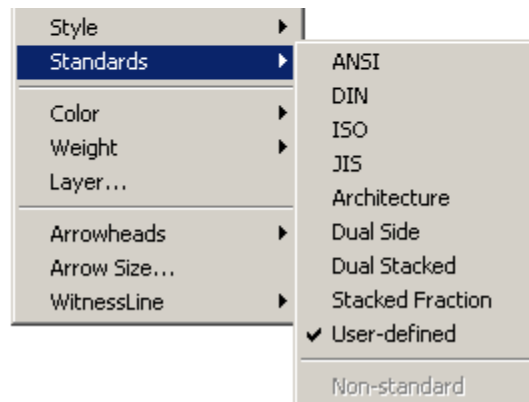 Style
Standards
Color
Weight
Layer...
Arrowheads
Arrow Size...
WitnessLine
ANSI
DIN
ISO
JIS
Architecture
Dual Side
Dual Stacked
Stacked Fraction
User-defined
Non-standard